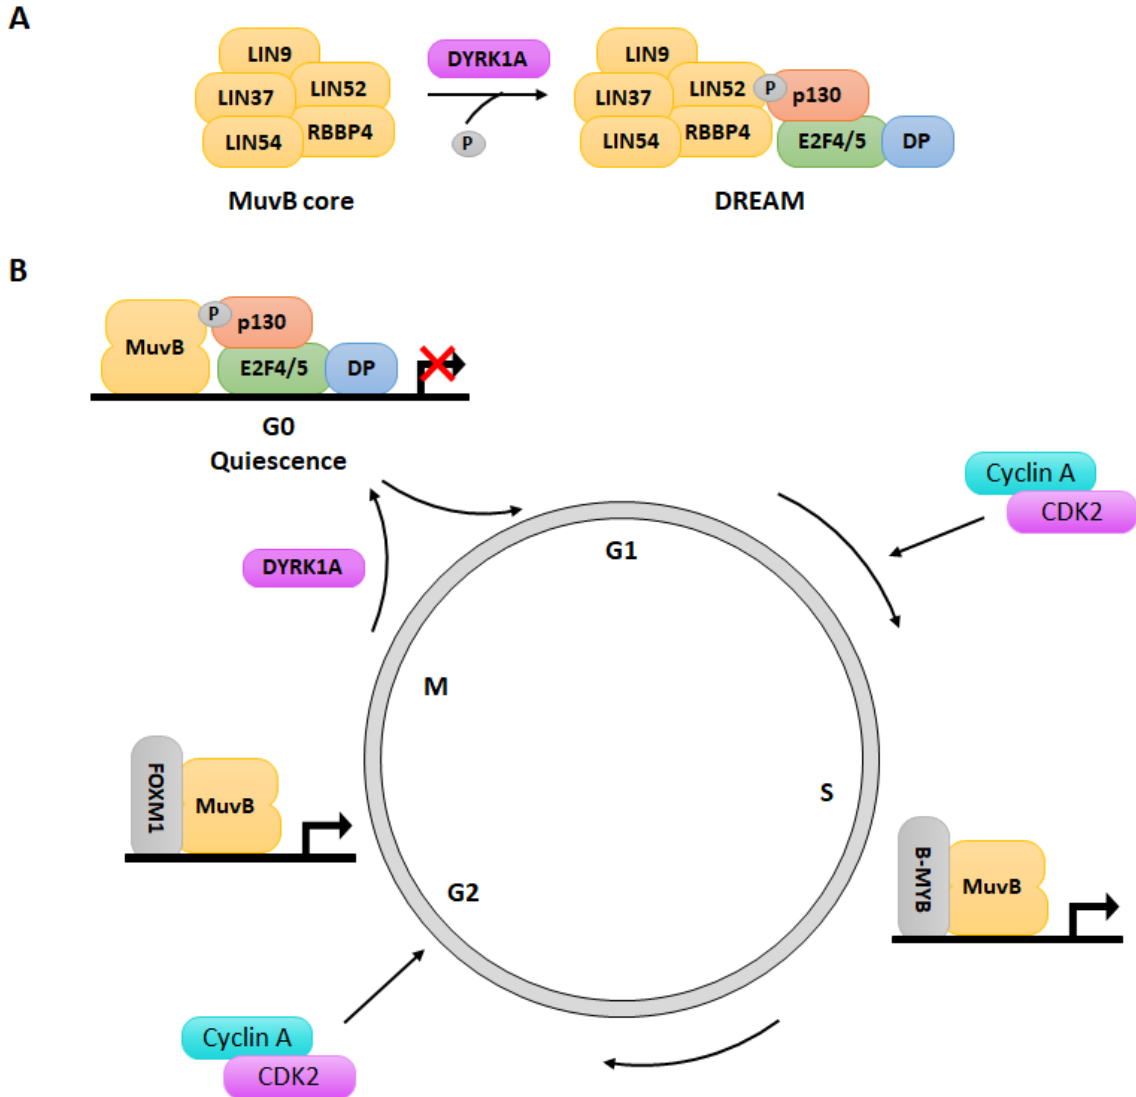 A
LIN9
LIN37
LIN52
LIN54
RBBP4
MuvB core
DYRK1A
P
LIN9
LIN37
LIN52
P
p130
LIN54
RBBP4
E2F4/5
DP
DREAM
B
MuvB
P
p130
E2F4/5
DP
G0
Quiescence
DYRK1A
Cyclin A
CDK2
G1
M
S
G2
FOXM1
MuvB
B-MYB
MuvB
Cyclin A
CDK2